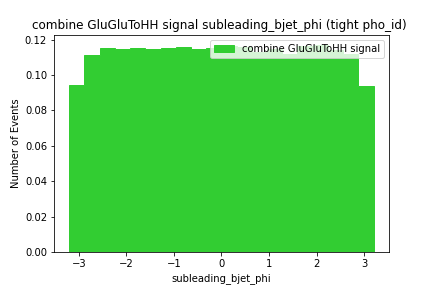 combine GluGluToHH signal subleading_bjet_phi (tight pho_id)
combine GluGluToHH signal
Number of Events
0.12
0.10
0.08
0.06
0.04
0.02
0.00
−3 −2 −1 0 1 2 3
subleading_bjet_phi